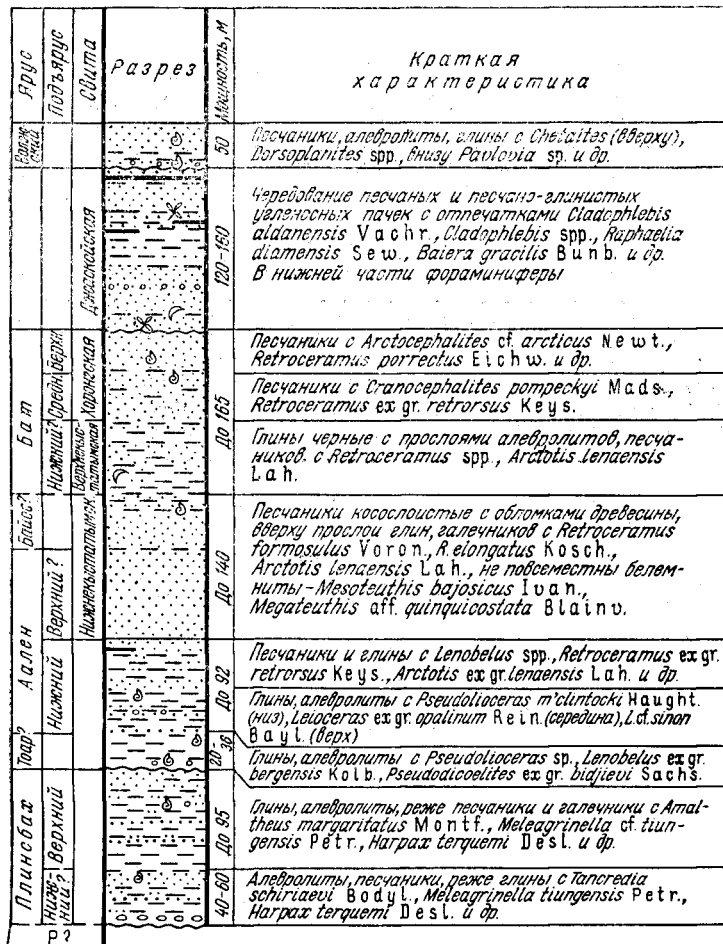 Ярус
Подъярус
Свита
Разрез
Мощность, м
Краткая
характеристика
50
Песчаники, алевролиты, глины с Chetaites (вверху),
Dorsoplanites spp., внизу Pavlovia sp. и др.
120-150
Чередование песчаных и песчано-глинистых
угленосных пачек с отпечатками Cladophlebis
aldanensis Vachr., Cladophlebis spp., Raphaelia
diamensis Sew., Baiera gracilis Bunb. и др.
В нижней части фораминиферы
Бат
Нижний?
Средн.
Верхн.
Хоронгская
До 165
Песчаники с Arctocephalites cf. arcticus Newt.,
Retroceramus porrectus Eichw. и др.
Песчаники с Cranocephalites pompeckyi Mads.,
Retroceramus ex gr. retrorsus Keys.
Глины черные с прослоями алевролитов, песча-
ников. с Retroceramus spp., Arctotis lenaensis
Lah.
Байос?
До 140
Песчаники косослоистые с обломками древесины,
вверху прослои глин, галечников с Retroceramus
formosulus Voron., R. elongatus Kosch.,
Arctotis lenaensis Lah., не повсеместны белем-
ниты-Mesoteuthis bajosicus Ivan.,
Megateuthis aff. quinquicostata Blainv.
Аален
Верхний?
Нижний
До 92
Песчаники и глины с Lenobelus spp., Retroceramus ex gr.
retrorsus Keys., Arctotis ex gr. lenaensis Lah. и др.
Глины, алевролиты с Pseudolioceras m'clintocki Haught.
(низ), Leioceras ex gr. opalinum Rein. (середина), L. cf. sinon
Bayl. (верх)
Тоар?
20-36
Глины, алевролиты с Pseudolioceras sp., Lenobelus ex gr.
bergensis Kolb., Pseudodicoelites ex gr. bidjievi Sachs.
Плинсбах
Верхний
До 95
Глины, алевролиты, реже песчаники и галечники с Amal-
theus margaritatus Montf., Meleagrinella cf. tiun-
gensis Petr., Harpax terquemi Desl. и др.
Ниж-
ний?
40-60
Алевролиты, песчаники, реже глины с Tancredia
schiriaevi Bodyl., Meleagrinella tiungensis Petr.,
Harpax terquemi Desl. и др.
P?